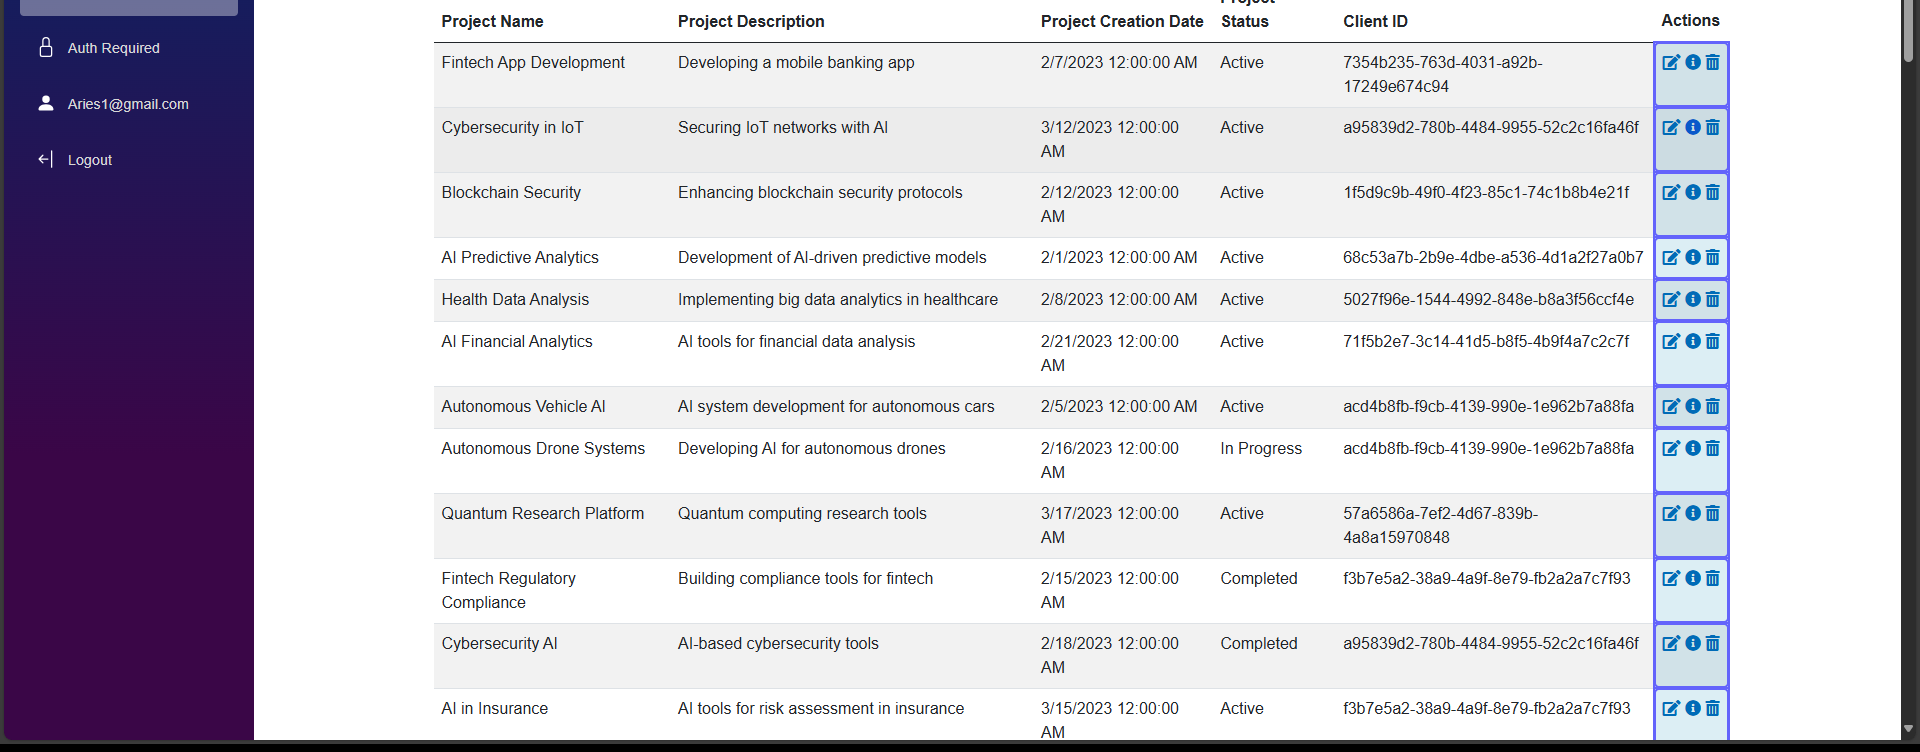 Auth Required
Aries1@gmail.com
Logout
Project Name Project Description Project Creation Date Project Status Client ID Actions
Fintech App Development Developing a mobile banking app 2/7/2023 12:00:00 AM Active 7354b235-763d-4031-a92b-
17249e674c94
Cybersecurity in IoT Securing IoT networks with AI 3/12/2023 12:00:00 Active a95839d2-780b-4484-9955-52c2c16fa46f
AM
Blockchain Security Enhancing blockchain security protocols 2/12/2023 12:00:00 Active 1f5d9c9b-49f0-4f23-85c1-74c1b8b4e21f
AM
AI Predictive Analytics Development of AI-driven predictive models 2/1/2023 12:00:00 AM Active 68c53a7b-2b9e-4dbe-a536-4d1a2f27a0b7
Health Data Analysis Implementing big data analytics in healthcare 2/8/2023 12:00:00 AM Active 5027f96e-1544-4992-848e-b8a3f56ccf4e
AI Financial Analytics AI tools for financial data analysis 2/21/2023 12:00:00 Active 71f5b2e7-3c14-41d5-b8f5-4b9f4a7c2c7f
AM
Autonomous Vehicle AI AI system development for autonomous cars 2/5/2023 12:00:00 AM Active acd4b8fb-f9cb-4139-990e-1e962b7a88fa
Autonomous Drone Systems Developing AI for autonomous drones 2/16/2023 12:00:00 In Progress acd4b8fb-f9cb-4139-990e-1e962b7a88fa
AM
Quantum Research Platform Quantum computing research tools 3/17/2023 12:00:00 Active 57a6586a-7ef2-4d67-839b-
AM 4a8a15970848
Fintech Regulatory Building compliance tools for fintech 2/15/2023 12:00:00 Completed f3b7e5a2-38a9-4a9f-8e79-fb2a2a7c7f93
Compliance AM
Cybersecurity AI AI-based cybersecurity tools 2/18/2023 12:00:00 Completed a95839d2-780b-4484-9955-52c2c16fa46f
AM
AI in Insurance AI tools for risk assessment in insurance 3/15/2023 12:00:00 Active f3b7e5a2-38a9-4a9f-8e79-fb2a2a7c7f93
AM